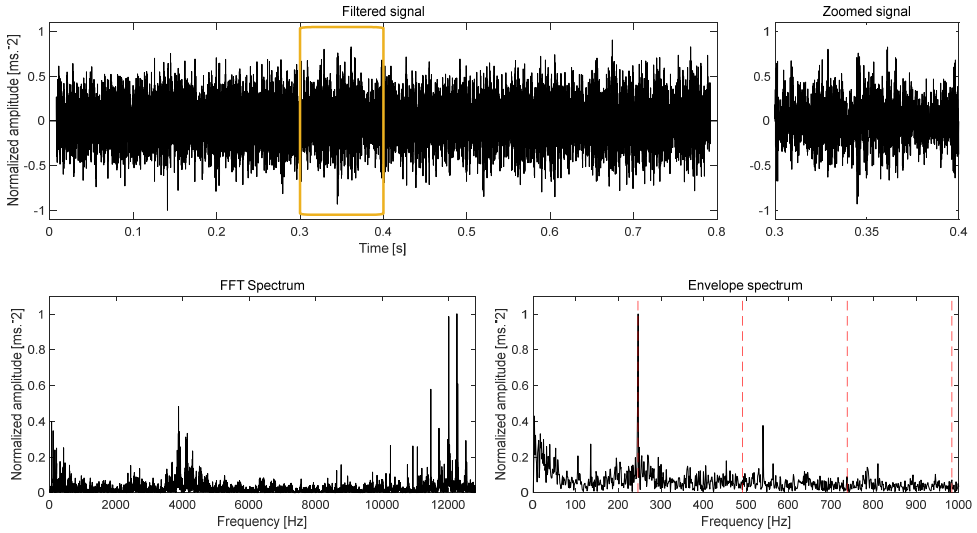 Filtered signal
Normalized amplitude [ms.-2]
1
0.5
0
-0.5
-1
0 0.1 0.2 0.3 0.4 0.5 0.6 0.7 0.8
Time [s]
Zoomed signal
1
0.5
0
-0.5
-1
0.3 0.35 0.4
FFT Spectrum
Normalized amplitude [ms.-2]
1
0.8
0.6
0.4
0.2
0
0 2000 4000 6000 8000 10000 12000
Frequency [Hz]
Envelope spectrum
Normalized amplitude [ms.-2]
1
0.8
0.6
0.4
0.2
0
0 100 200 300 400 500 600 700 800 900 1000
Frequency [Hz]